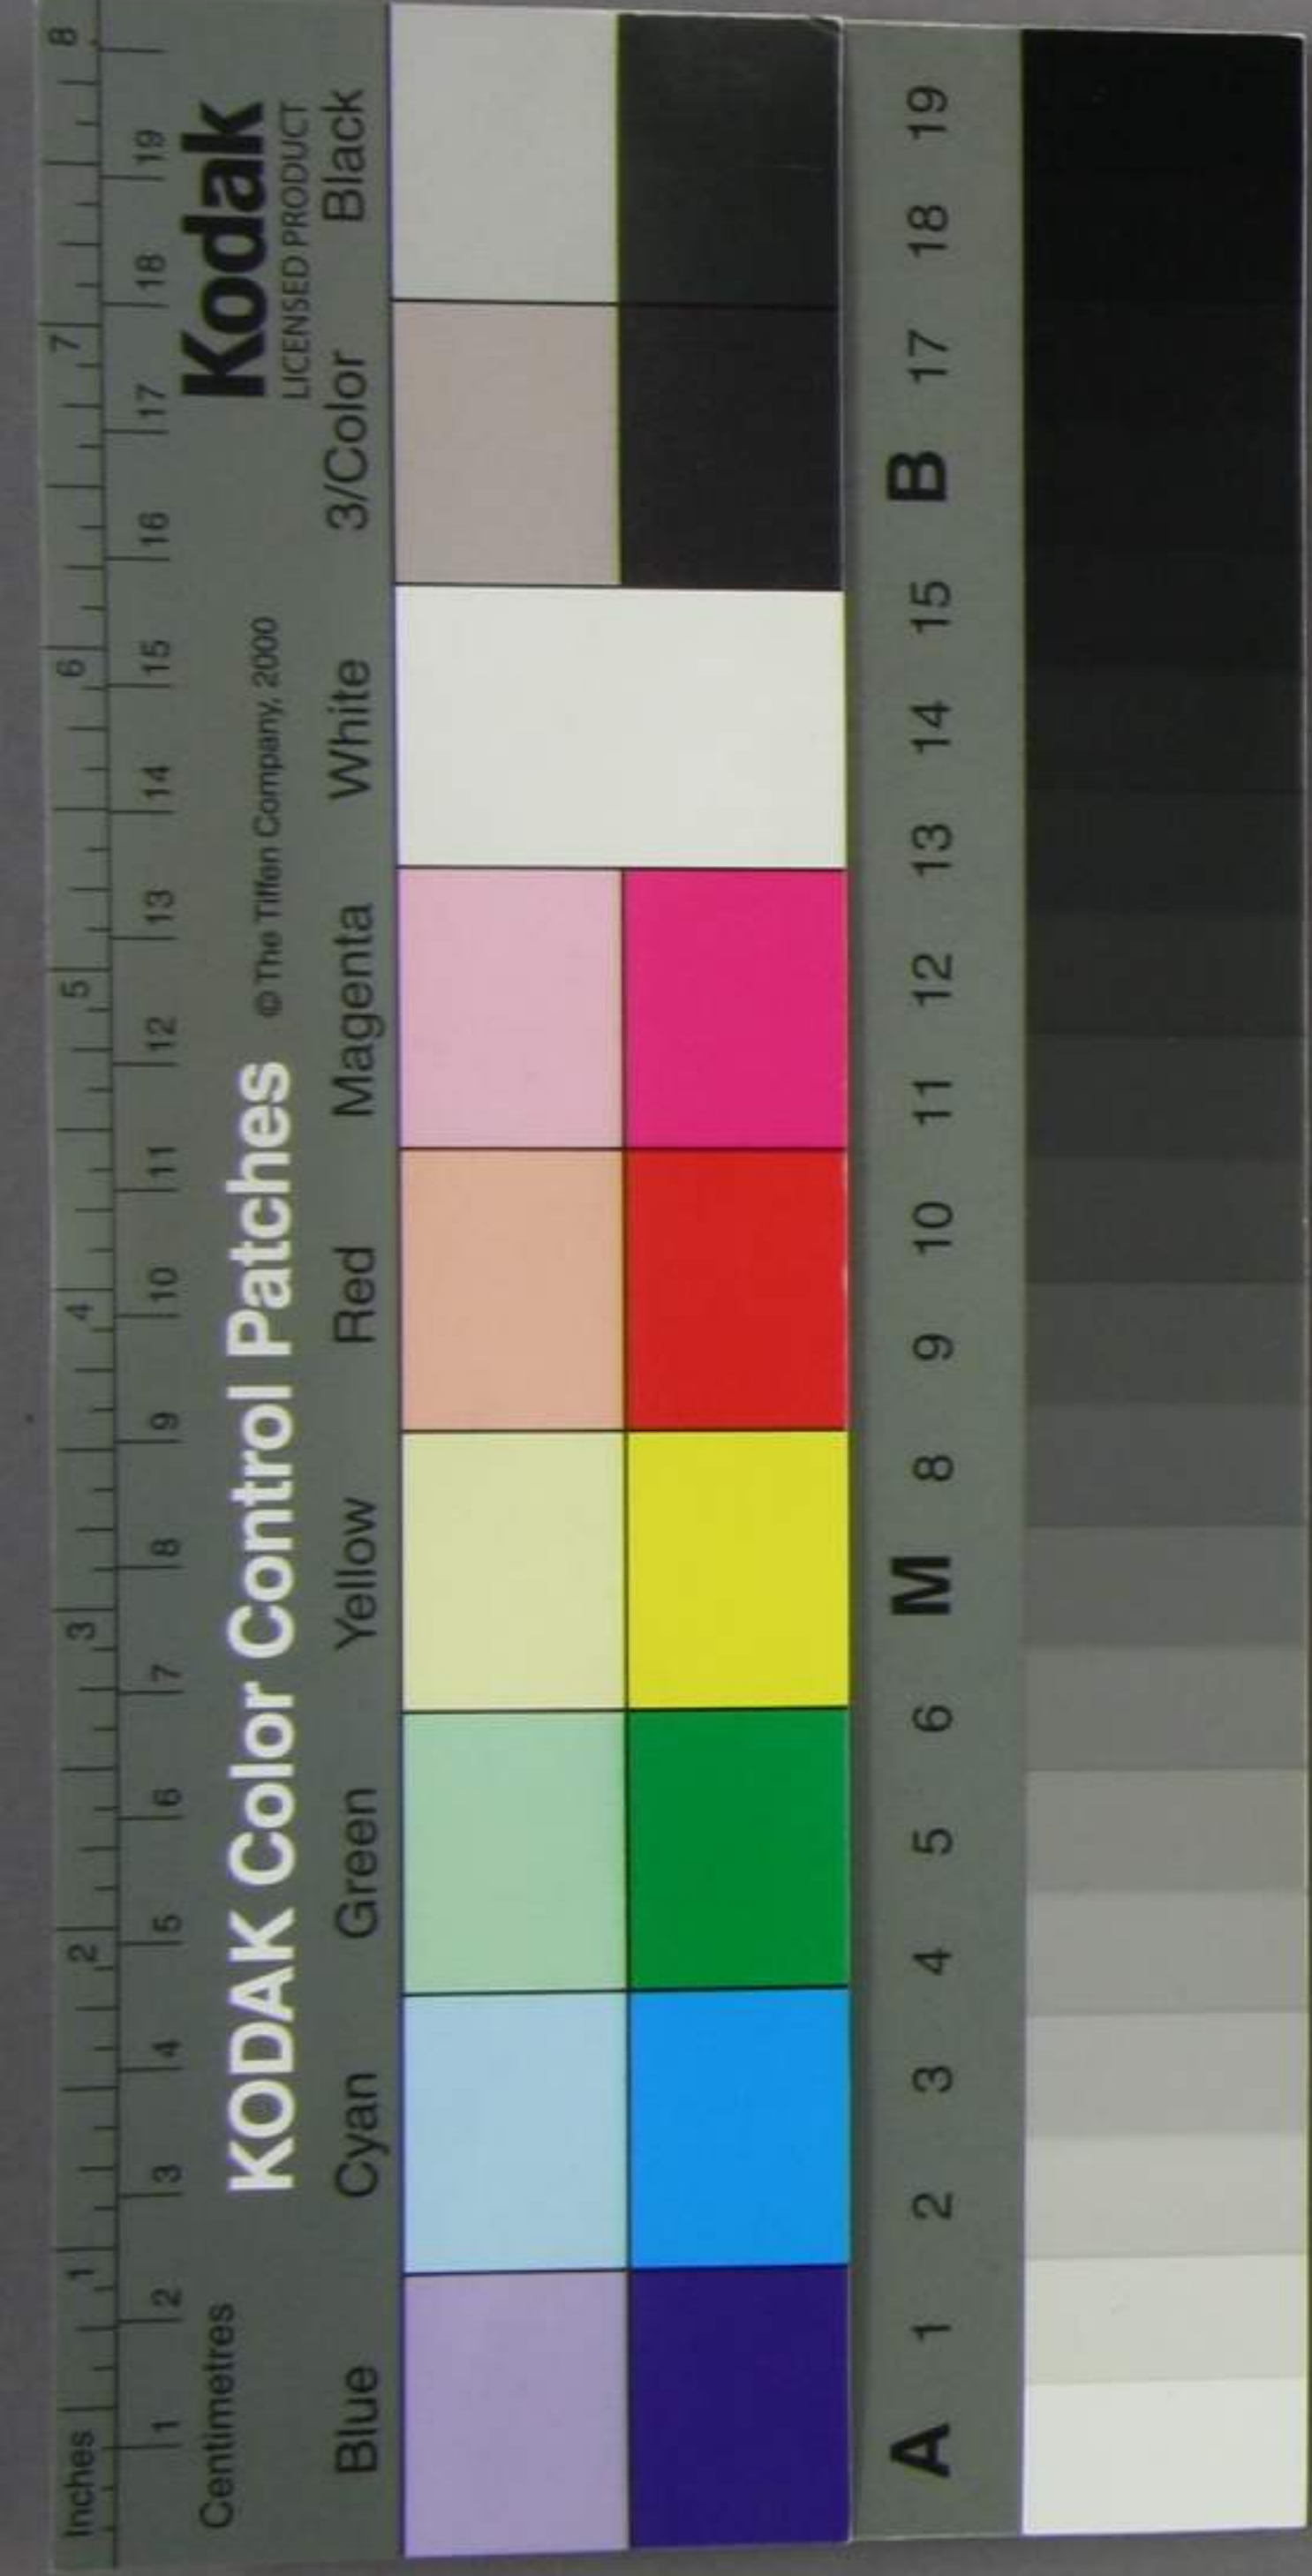 Inches 1 2 3 4 5 6 7 8
1 2 3 4 5 6 7 8 9 10 11 12 13 14 15 16 17 18 19
Centimetres
KODAK Color Control Patches © The Tiffen Company, 2000
Kodak
LICENSED PRODUCT
Blue Cyan Green Yellow Red Magenta White 3/Color Black
A 1 2 3 4 5 6 M 8 9 10 11 12 13 14 15 B 17 18 19